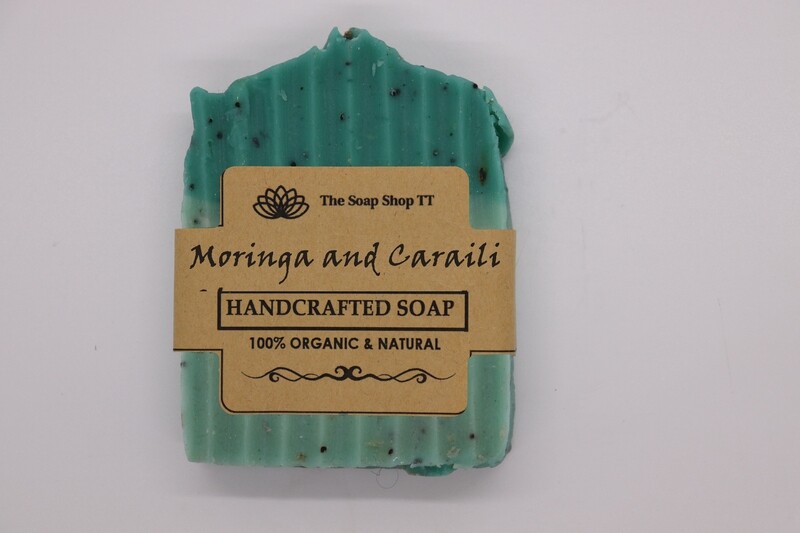 The Soap Shop TT
Moringa and Caraili
HANDCRAFTED SOAP
100% ORGANIC & NATURAL